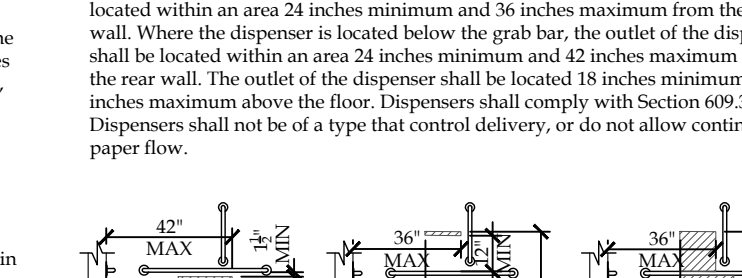 located within an area 24 inches minimum and 36 inches maximum from the
wall. Where the dispenser is located below the grab bar, the outlet of the
shall be located within an area 24 inches minimum and 42 inches maximum
the rear wall. The outlet of the dispenser shall be located 18 inches minimum
inches maximum above the floor. Dispensers shall comply with Section 609.3
Dispensers shall not be of a type that control delivery, or do not allow
paper flow.
in
42"
MAX
1 1/2"
MIN
36"
MAX
12"
MIN
36"
MAX